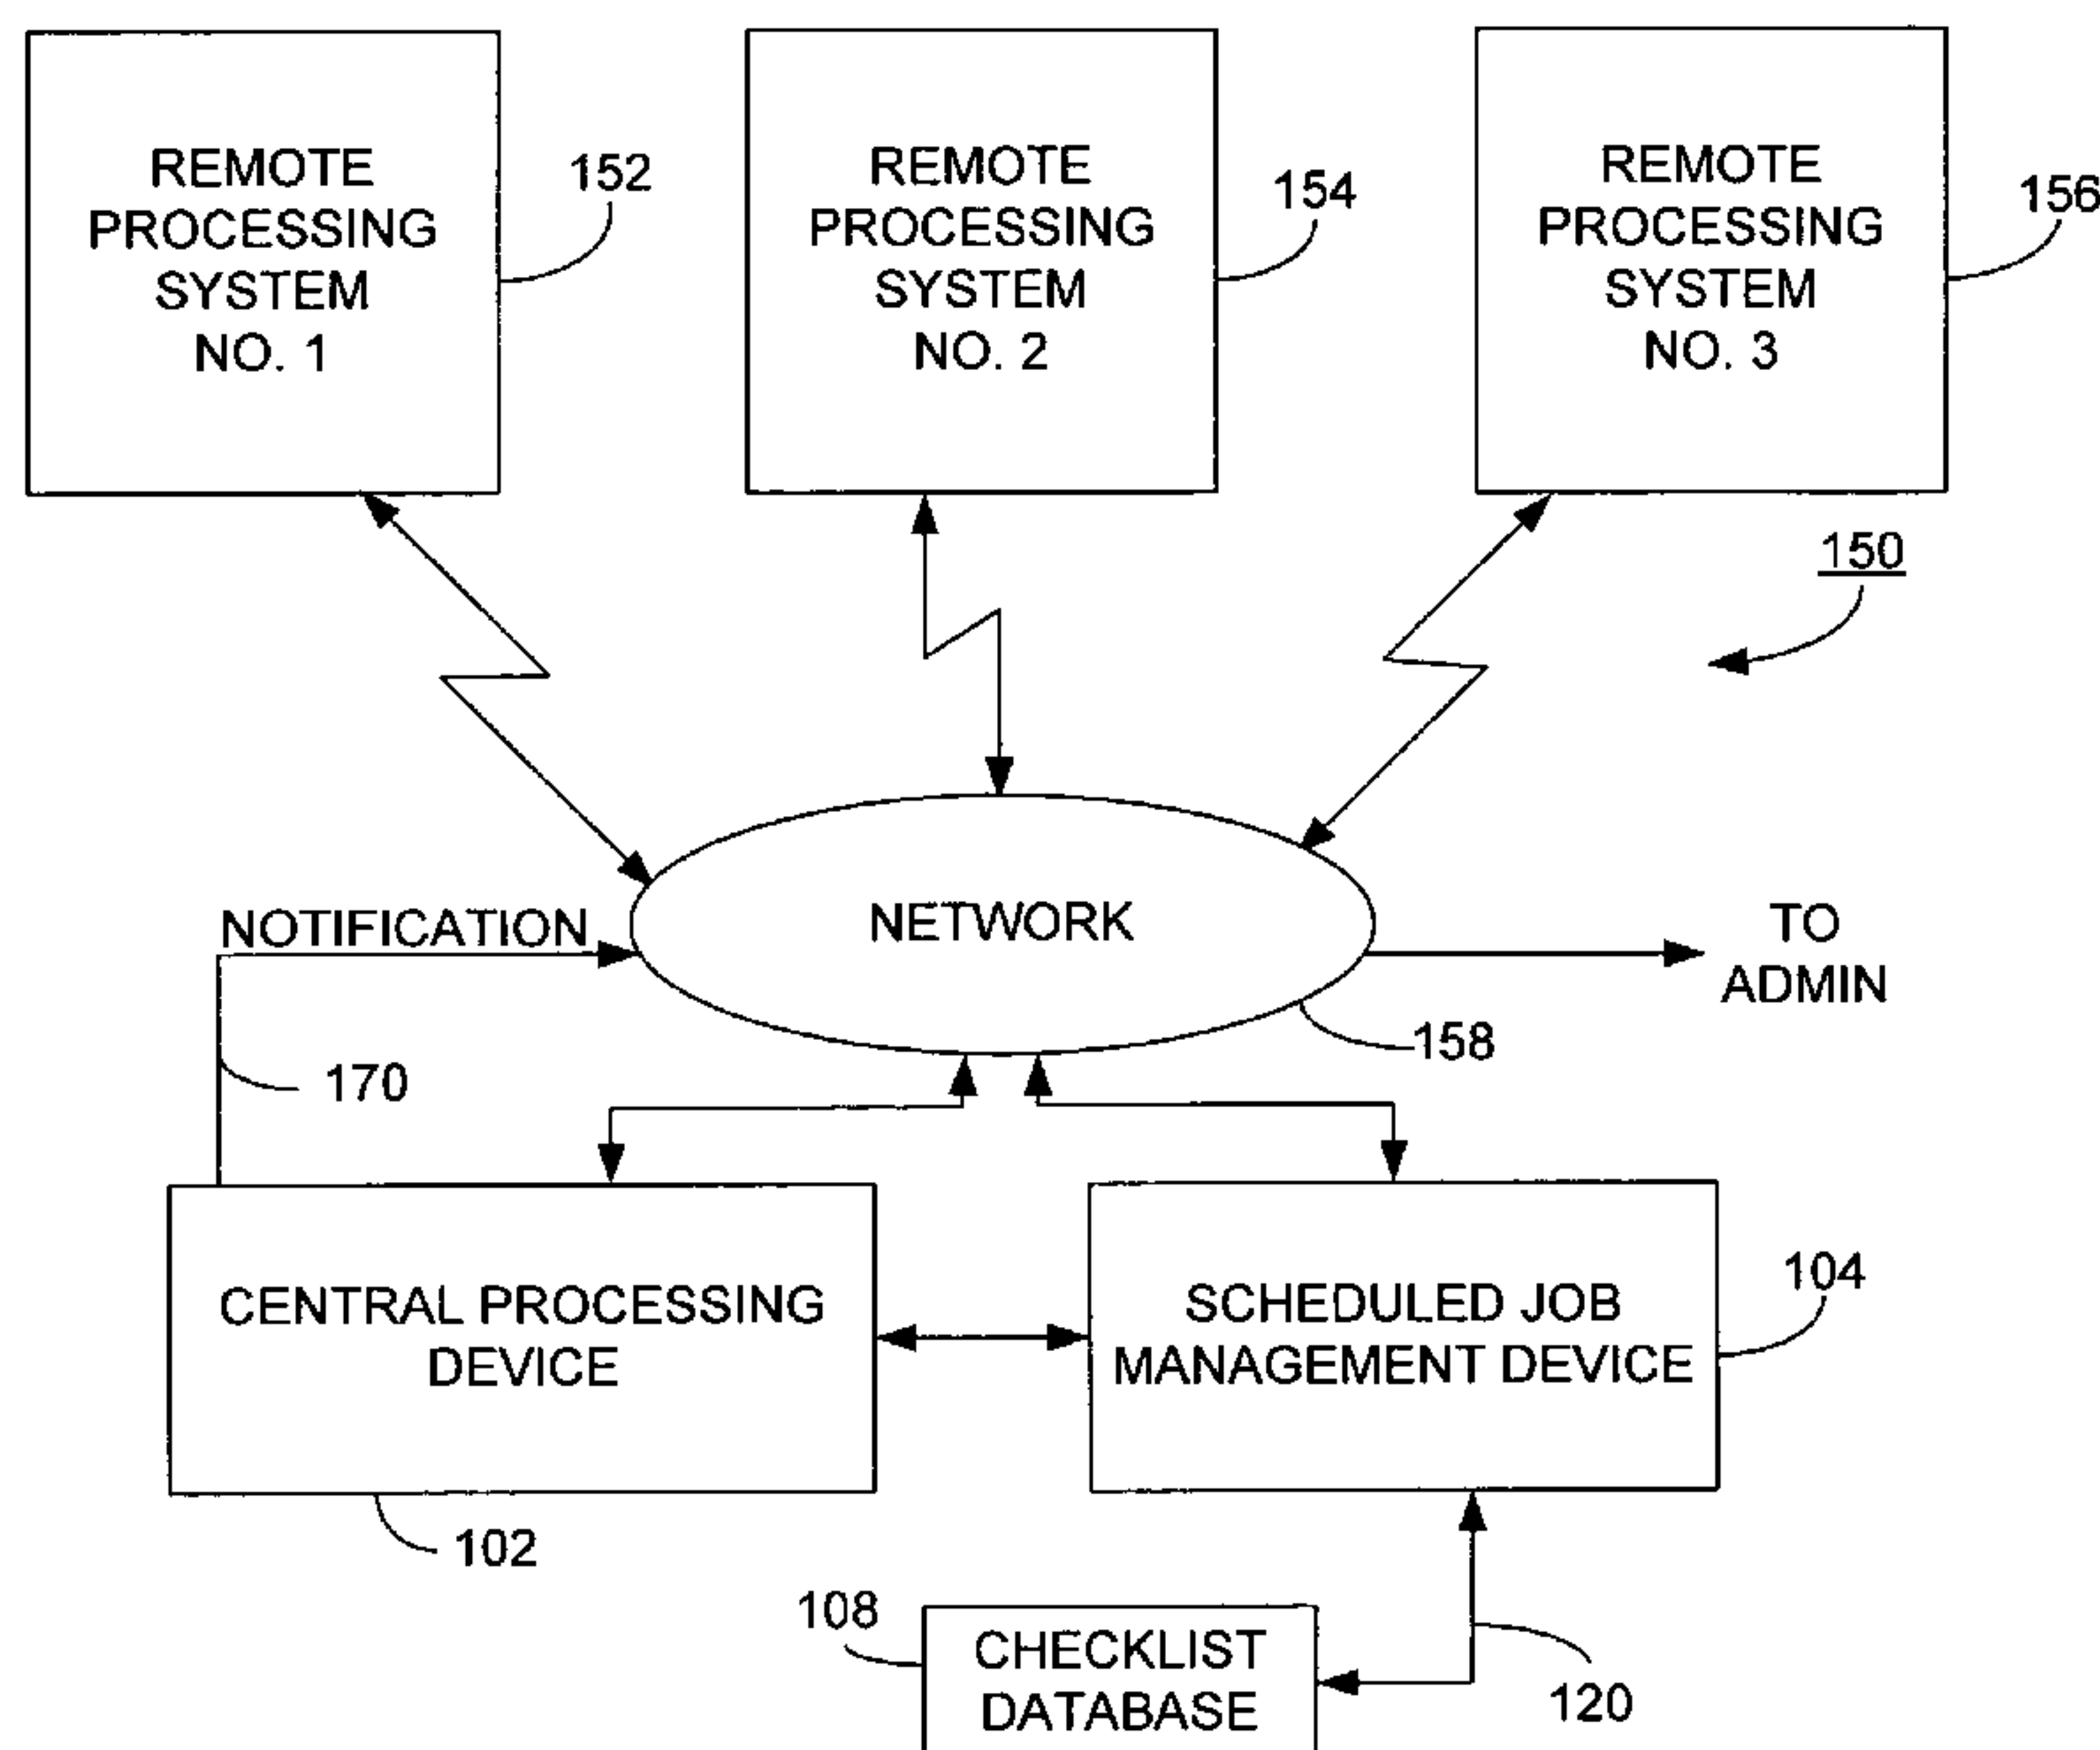 REMOTE
PROCESSING
SYSTEM
NO. 1
152
REMOTE
PROCESSING
SYSTEM
NO. 2
154
REMOTE
PROCESSING
SYSTEM
NO. 3
156
150
NOTIFICATION
NETWORK
TO
ADMIN
158
170
CENTRAL PROCESSING
DEVICE
102
SCHEDULED JOB
MANAGEMENT DEVICE
104
108
CHECKLIST
DATABASE
120